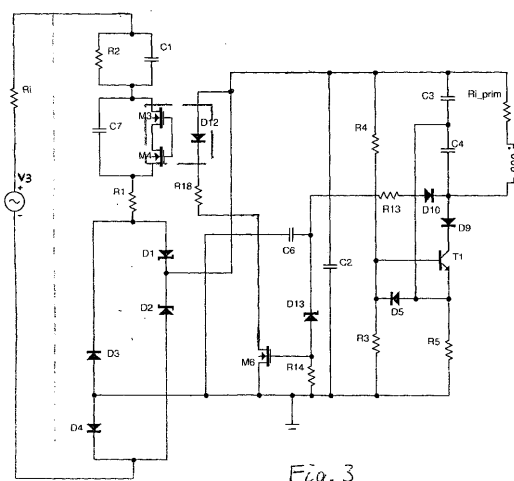 R2
C1
Ri
M3
C3
Ri_prim
C7
D12
R4
C4
M4
V3
R1
R18
R13
D10
D9
C6
D1
C2
T1
D2
D13
D5
D3
M6
R14
R3
R5
D4
Fig. 3